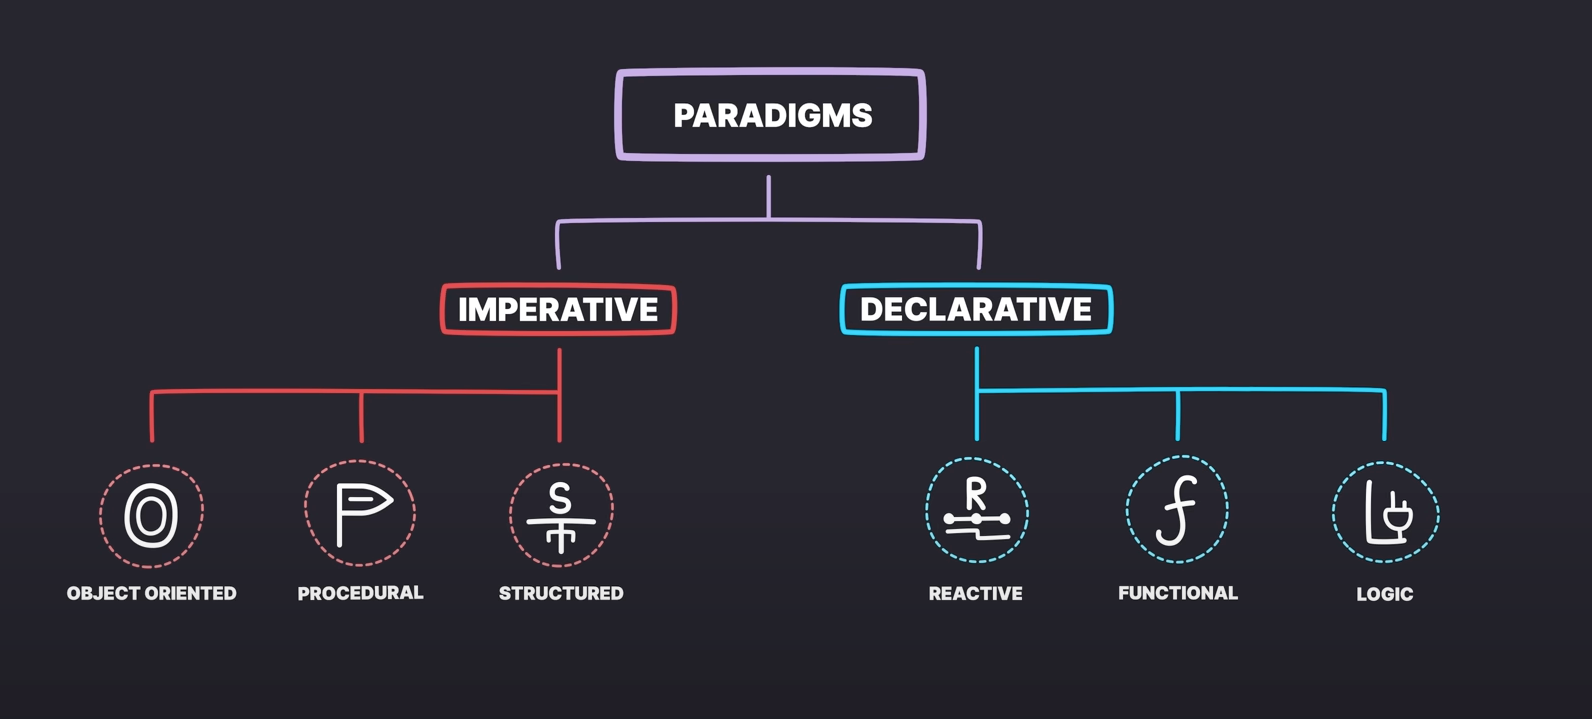 PARADIGMS
IMPERATIVE
DECLARATIVE
O
P
S
R
f
L
OBJECT ORIENTED
PROCEDURAL
STRUCTURED
REACTIVE
FUNCTIONAL
LOGIC